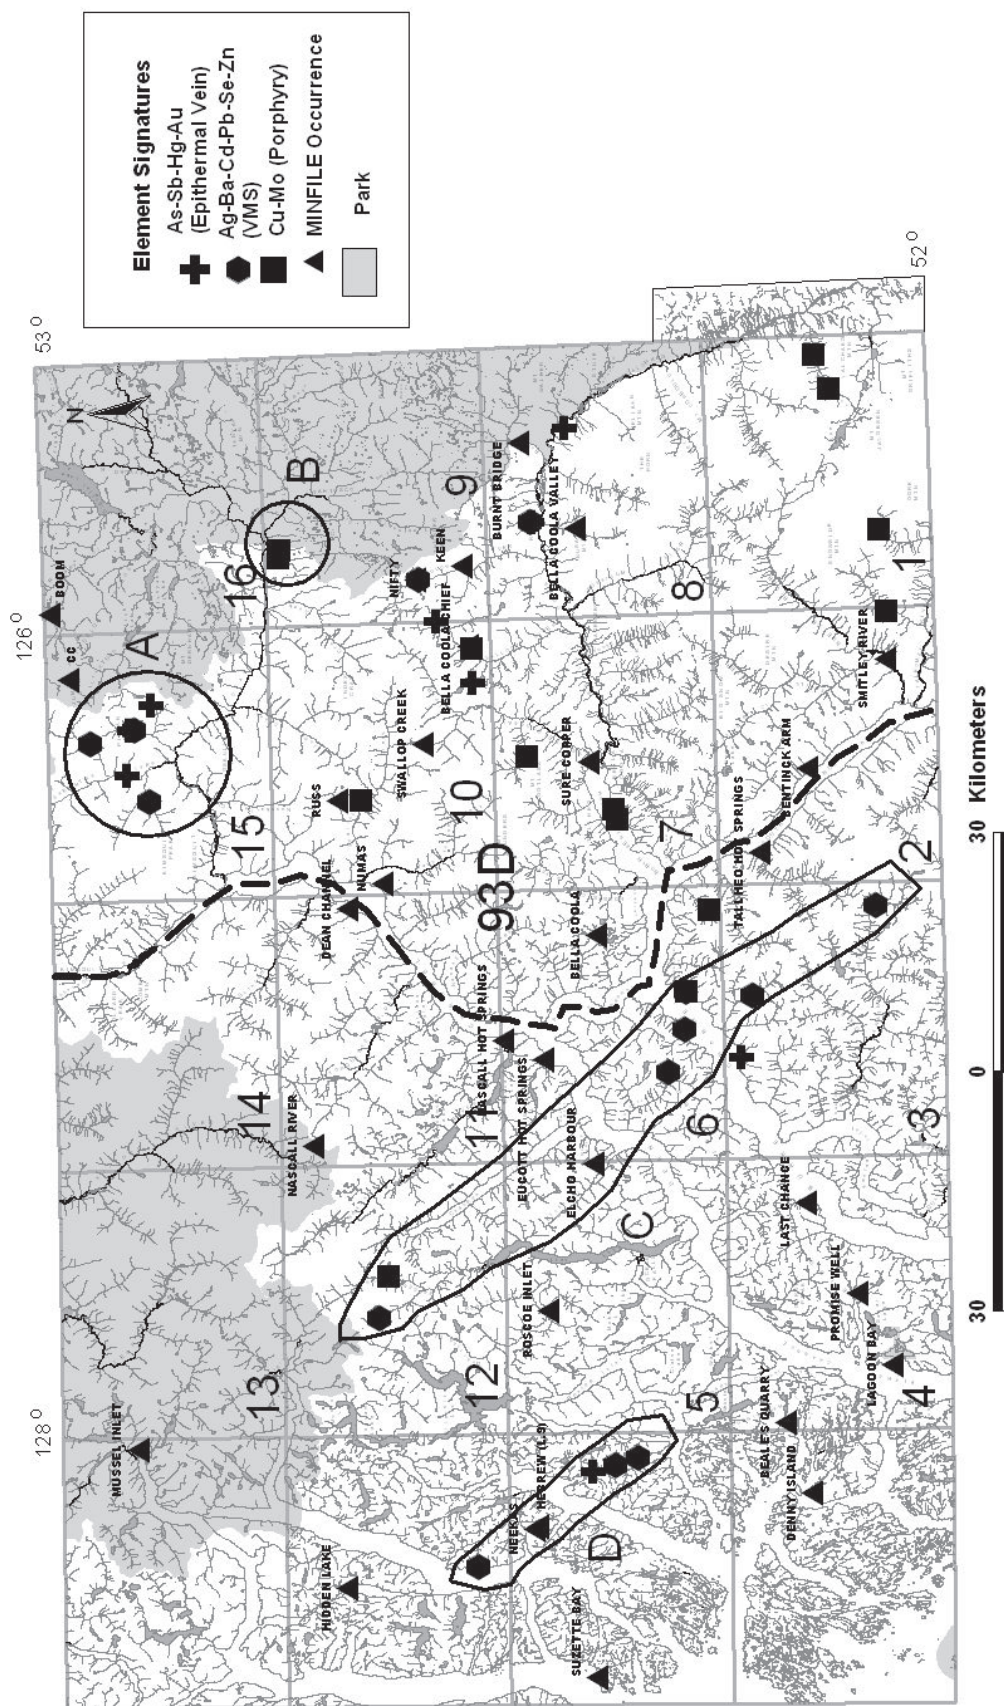 Element Signatures
As-Sb-Hg-Au
(Epithermal Vein)
Ag-Ba-Cd-Pb-Se-Zn
(VMS)
Cu-Mo (Porphyry)
MINFILE Occurrence
Park
53 O
52 O
126 O
128 O
N
A
B
C
D
93D
1
2
3
4
5
6
7
8
9
10
11
12
13
14
15
16
BOOM
CC
NIFTY
KEEN
BELLA COOLA CHIEF
BURNT BRIDGE
BELLA COOLA VALLEY
SWALLOP CREEK
RUSS
NUMAS
DEAN CHANNEL
SURE COPPER
SMITLEY RIVER
BENTINCK ARM
TALLHEO HOT SPRINGS
BELLA COOLA
NASCALL HOT SPRINGS
EUCOTT HOT SPRINGS
NASCALL RIVER
ELCHO HARBOUR
LAST CHANCE
ROSCOE INLET
PROMISE WELL
LAGOON BAY
BEALE'S QUARRY
DENNY ISLAND
MUSSEL INLET
HIDDEN LAKE
NEEKAS
HEBREW (L.9)
SUZETTE BAY
30
0
30 Kilometers